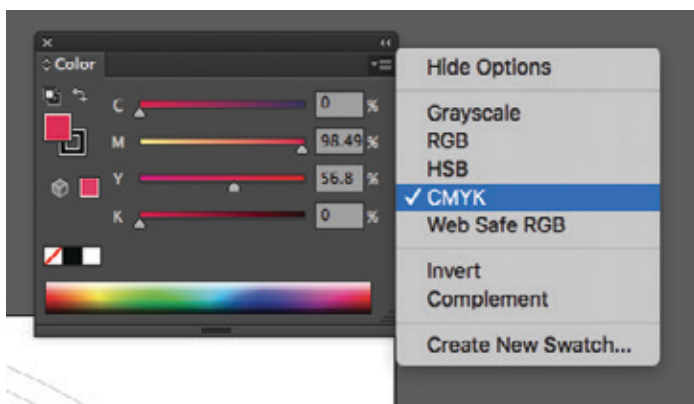 Color
C 0 %
M 98.49 %
Y 56.8 %
K 0 %
Hide Options
Grayscale
RGB
HSB
✓ CMYK
Web Safe RGB
Invert
Complement
Create New Swatch...